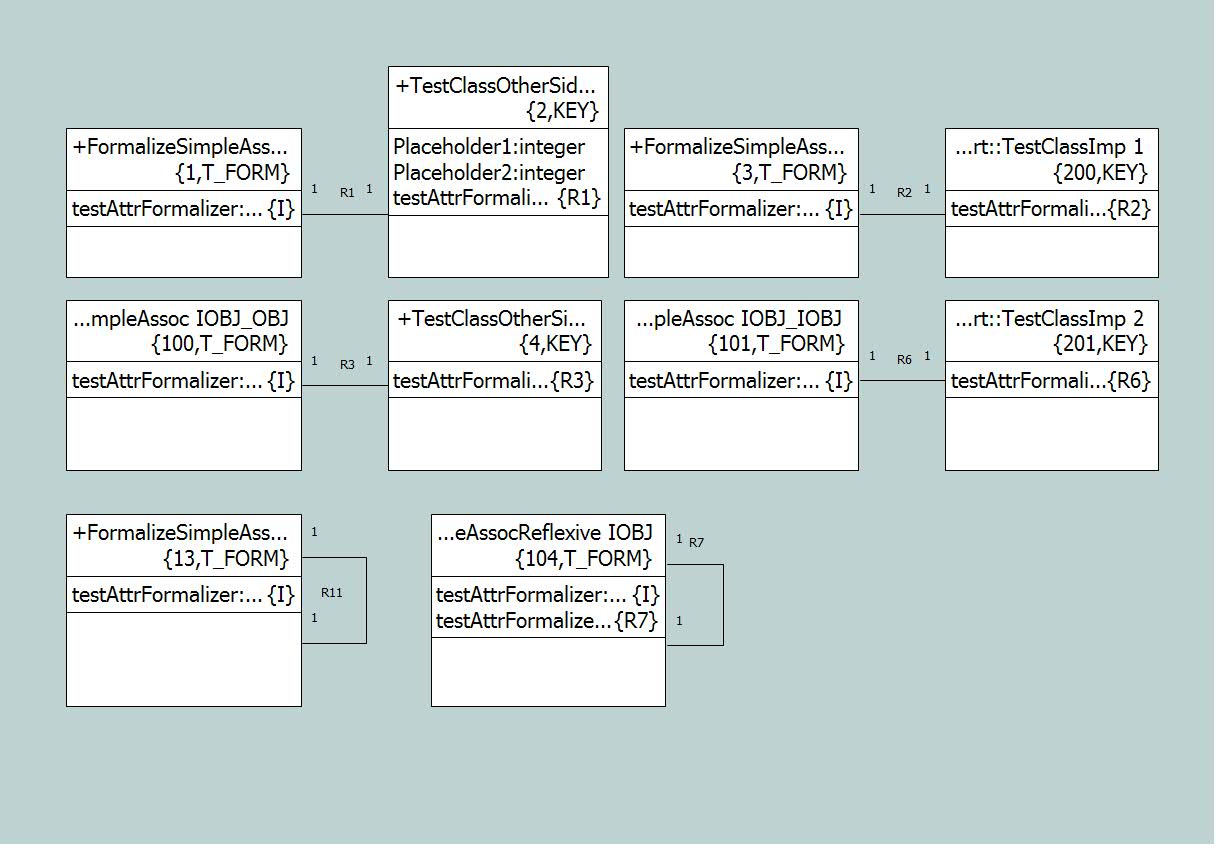 +TestClassOtherSid...
{2,KEY}
Placeholder1:integer
Placeholder2:integer
testAttrFormali... {R1}
+FormalizeSimpleAss...
{1,T_FORM}
testAttrFormalizer:... {I}
1 R1 1
+FormalizeSimpleAss...
{3,T_FORM}
testAttrFormalizer:... {I}
1 R2 1
...rt::TestClassImp 1
{200,KEY}
testAttrFormali...{R2}
...mpleAssoc IOBJ_OBJ
{100,T_FORM}
testAttrFormalizer:... {I}
1 R3 1
+TestClassOtherSi...
{4,KEY}
testAttrFormali...{R3}
...pleAssoc IOBJ_IOBJ
{101,T_FORM}
testAttrFormalizer:... {I}
1 R6 1
...rt::TestClassImp 2
{201,KEY}
testAttrFormali...{R6}
+FormalizeSimpleAss...
{13,T_FORM}
testAttrFormalizer:... {I}
1
R11
1
...eAssocReflexive IOBJ
{104,T_FORM}
testAttrFormalizer:... {I}
testAttrFormalize...{R7}
1 R7
1